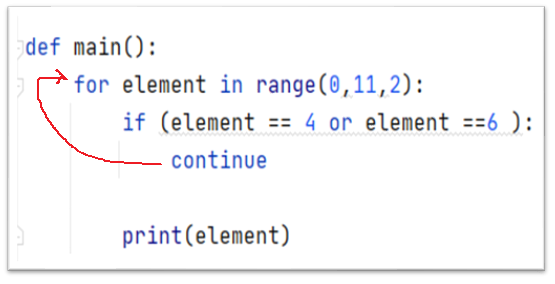 def main():
for element in range(0,11,2):
if (element == 4 or element ==6 ):
continue
print(element)